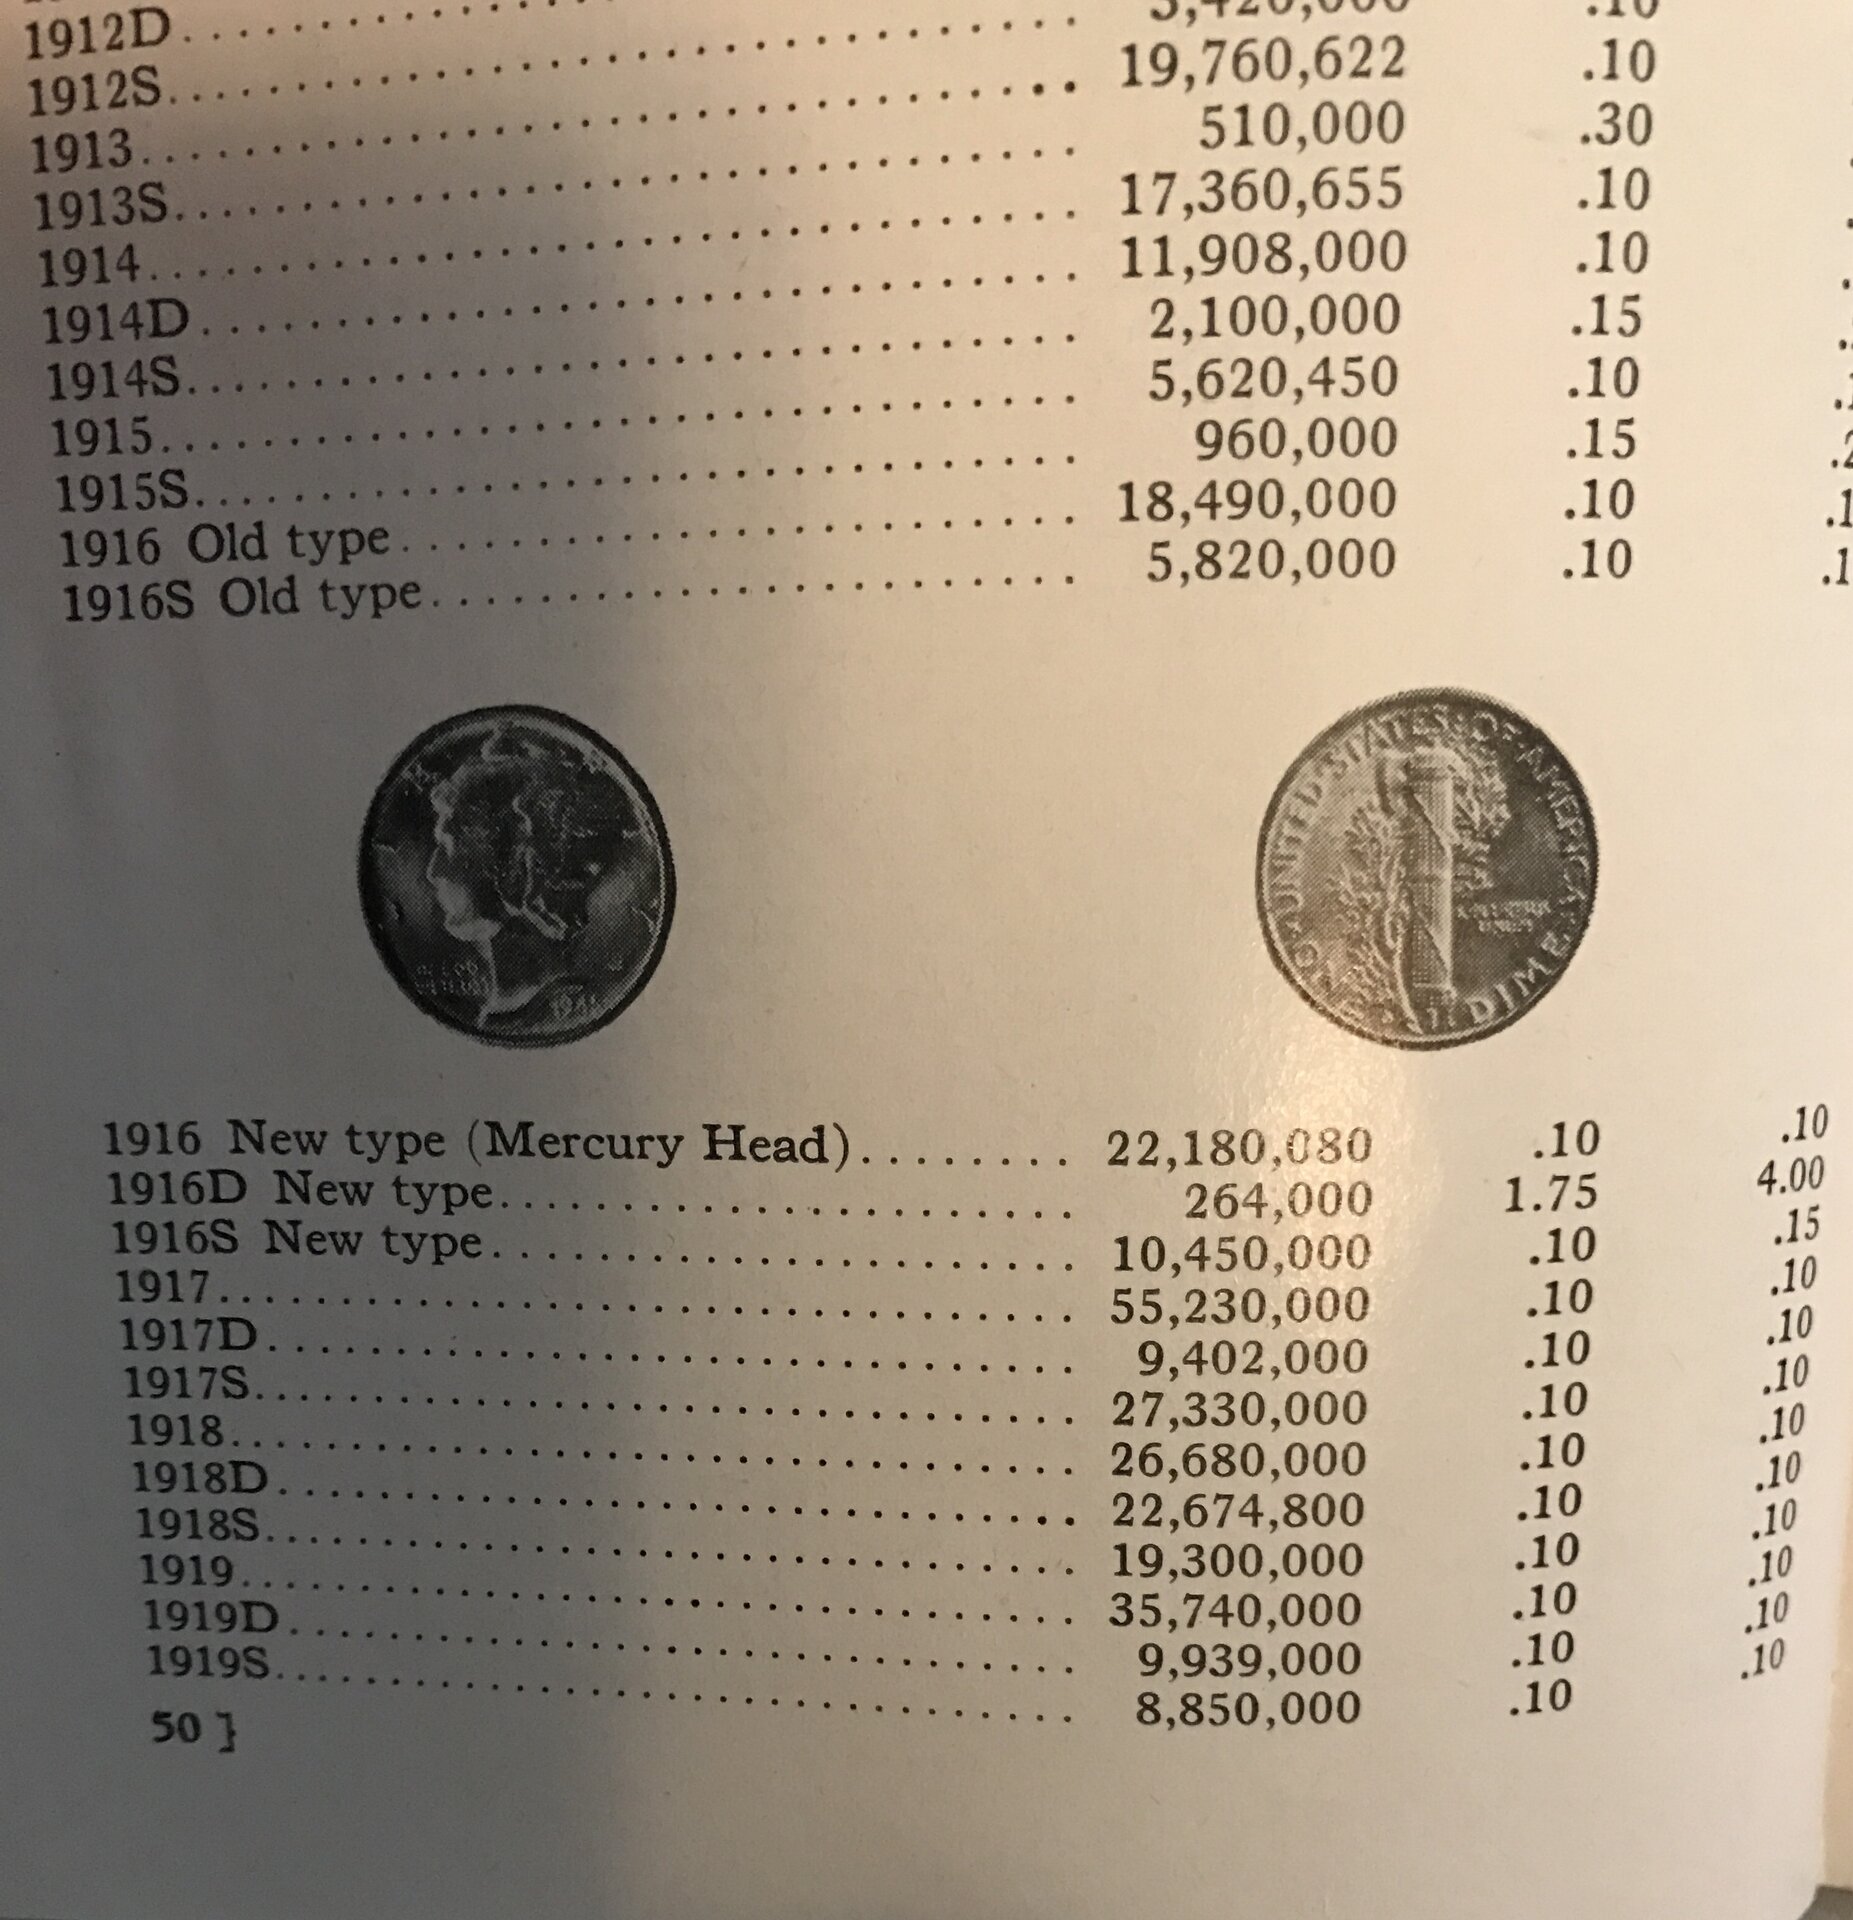 1912D
1912S 3,420,000 .10
1913 19,760,622 .10
1913S 510,000 .30
1914 17,360,655 .10
1914D 11,908,000 .10
1914S 2,100,000 .15
1915 5,620,450 .10
1915S 960,000 .15
1916 Old type 18,490,000 .10
1916S Old type 5,820,000 .10
UNITED·STATES·OF·AMERICA
DIME
1916 New type (Mercury Head) 22,180,080 .10 .10
1916D New type 264,000 1.75 4.00
1916S New type 10,450,000 .10 .15
1917 55,230,000 .10 .10
1917D 9,402,000 .10 .10
1917S 27,330,000 .10 .10
1918 26,680,000 .10 .10
1918D 22,674,800 .10 .10
1918S 19,300,000 .10 .10
1919 35,740,000 .10 .10
1919D 9,939,000 .10 .10
1919S 8,850,000 .10 .10
50 }